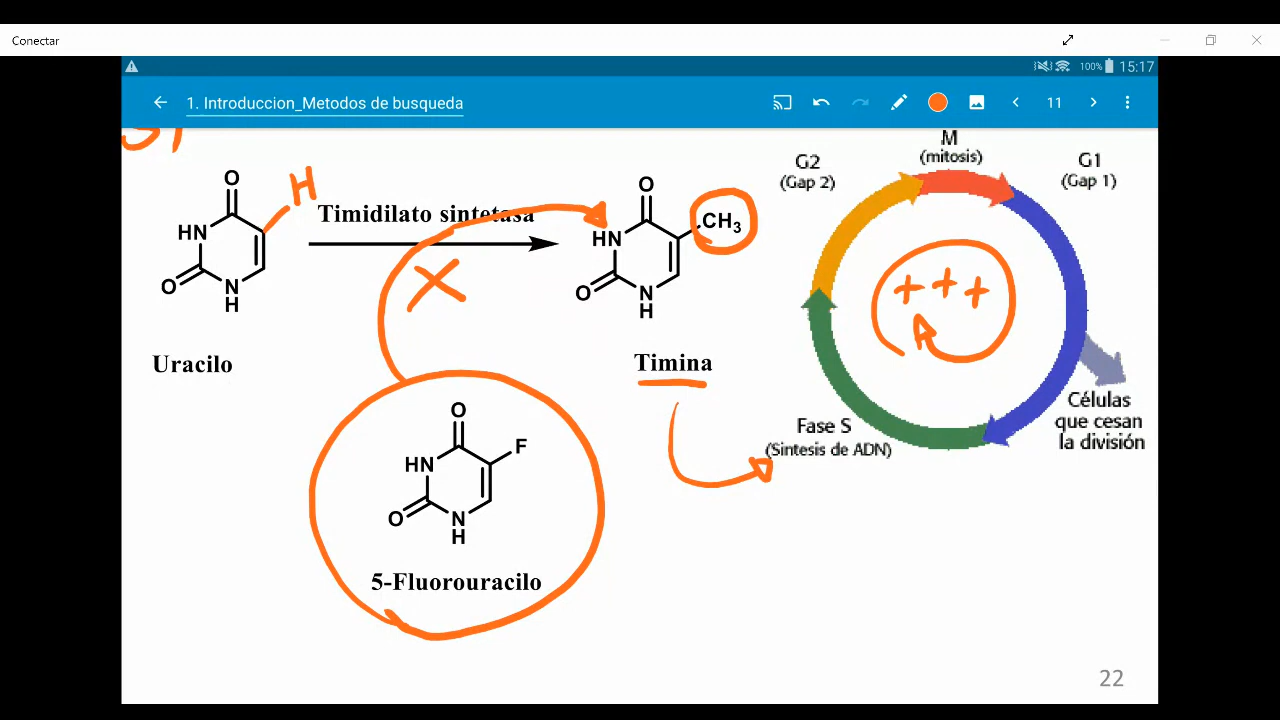 Conectar
100% 15:17
1. Introduccion_Metodos de busqueda
11
O
HN
O
N
H
H
Uracilo
Timidilato sintetasa
X
O
HN
O
N
H
CH3
Timina
O
HN
O
N
H
F
5-Fluorouracilo
M
(mitosis)
G2
(Gap 2)
G1
(Gap 1)
+ + +
Células
que cesan
la división
Fase S
(Sintesis de ADN)
22